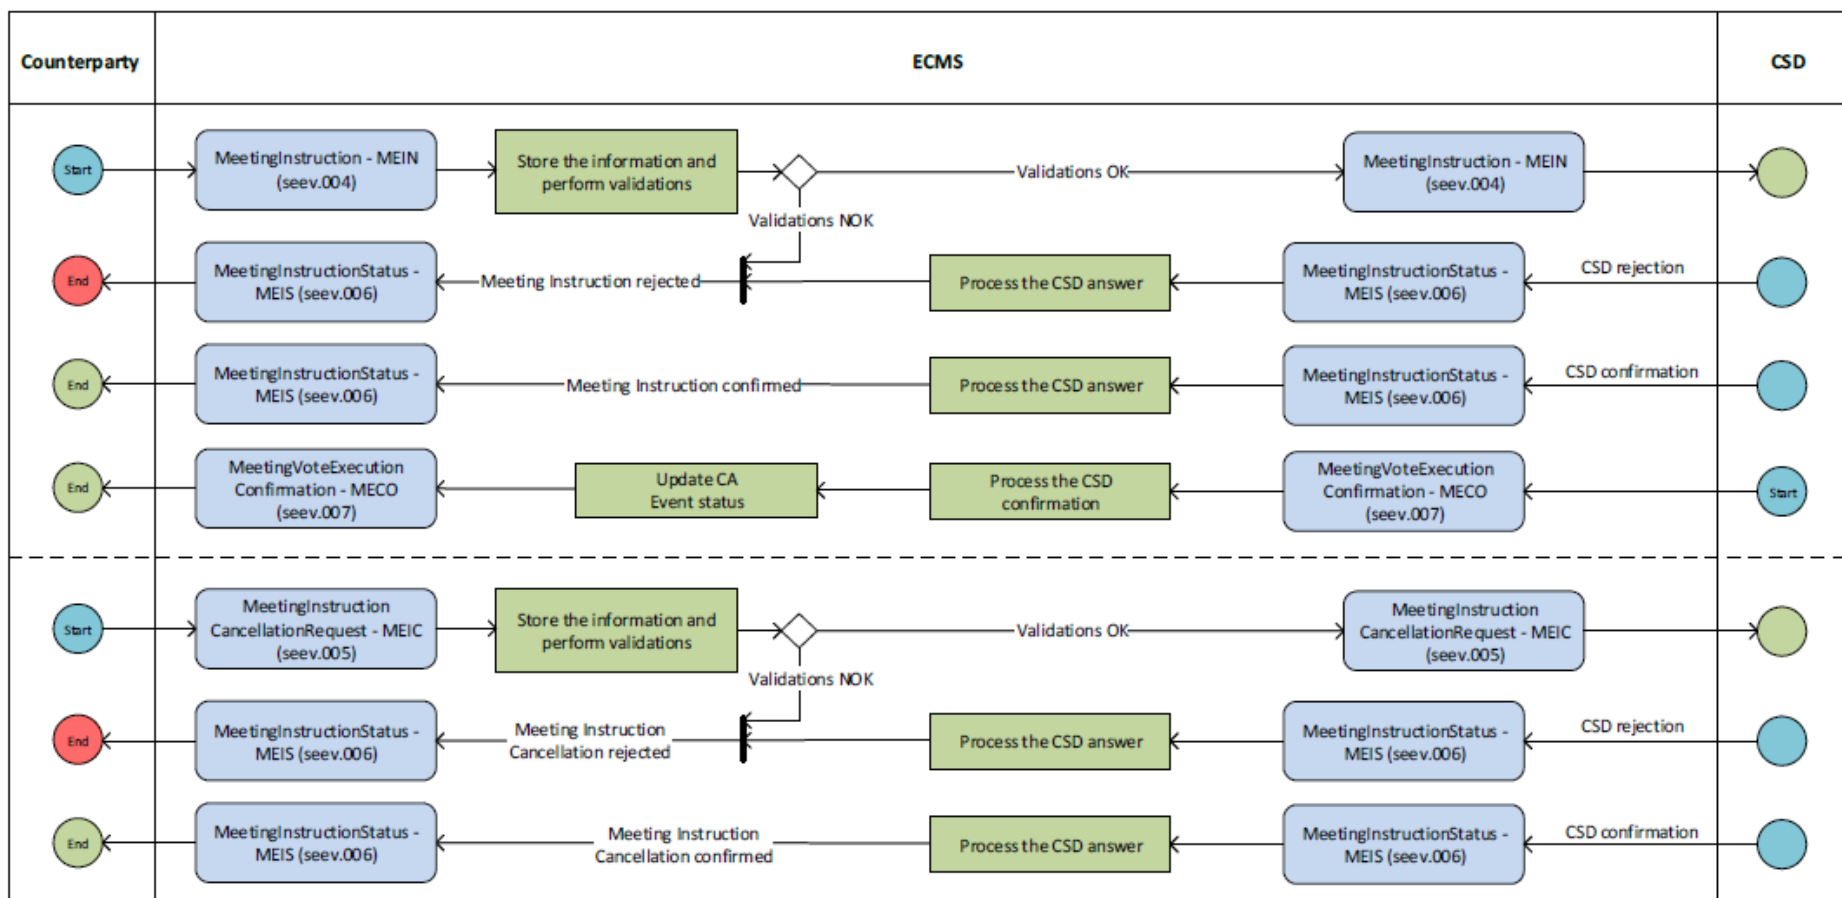 Counterparty
ECMS
CSD
Start
MeetingInstruction - MEIN
(seev.004)
Store the information and
perform validations
Validations OK
MeetingInstruction - MEIN
(seev.004)
Validations NOK
End
MeetingInstructionStatus -
MEIS (seev.006)
Meeting Instruction rejected
Process the CSD answer
MeetingInstructionStatus -
MEIS (seev.006)
CSD rejection
End
MeetingInstructionStatus -
MEIS (seev.006)
Meeting Instruction confirmed
Process the CSD answer
MeetingInstructionStatus -
MEIS (seev.006)
CSD confirmation
End
MeetingVoteExecution
Confirmation - MECO
(seev.007)
Update CA
Event status
Process the CSD
confirmation
MeetingVoteExecution
Confirmation - MECO
(seev.007)
Start
Start
MeetingInstruction
CancellationRequest - MEIC
(seev.005)
Store the information and
perform validations
Validations OK
MeetingInstruction
CancellationRequest - MEIC
(seev.005)
Validations NOK
End
MeetingInstructionStatus -
MEIS (seev.006)
Meeting Instruction
Cancellation rejected
Process the CSD answer
MeetingInstructionStatus -
MEIS (seev.006)
CSD rejection
End
MeetingInstructionStatus -
MEIS (seev.006)
Meeting Instruction
Cancellation confirmed
Process the CSD answer
MeetingInstructionStatus -
MEIS (seev.006)
CSD confirmation